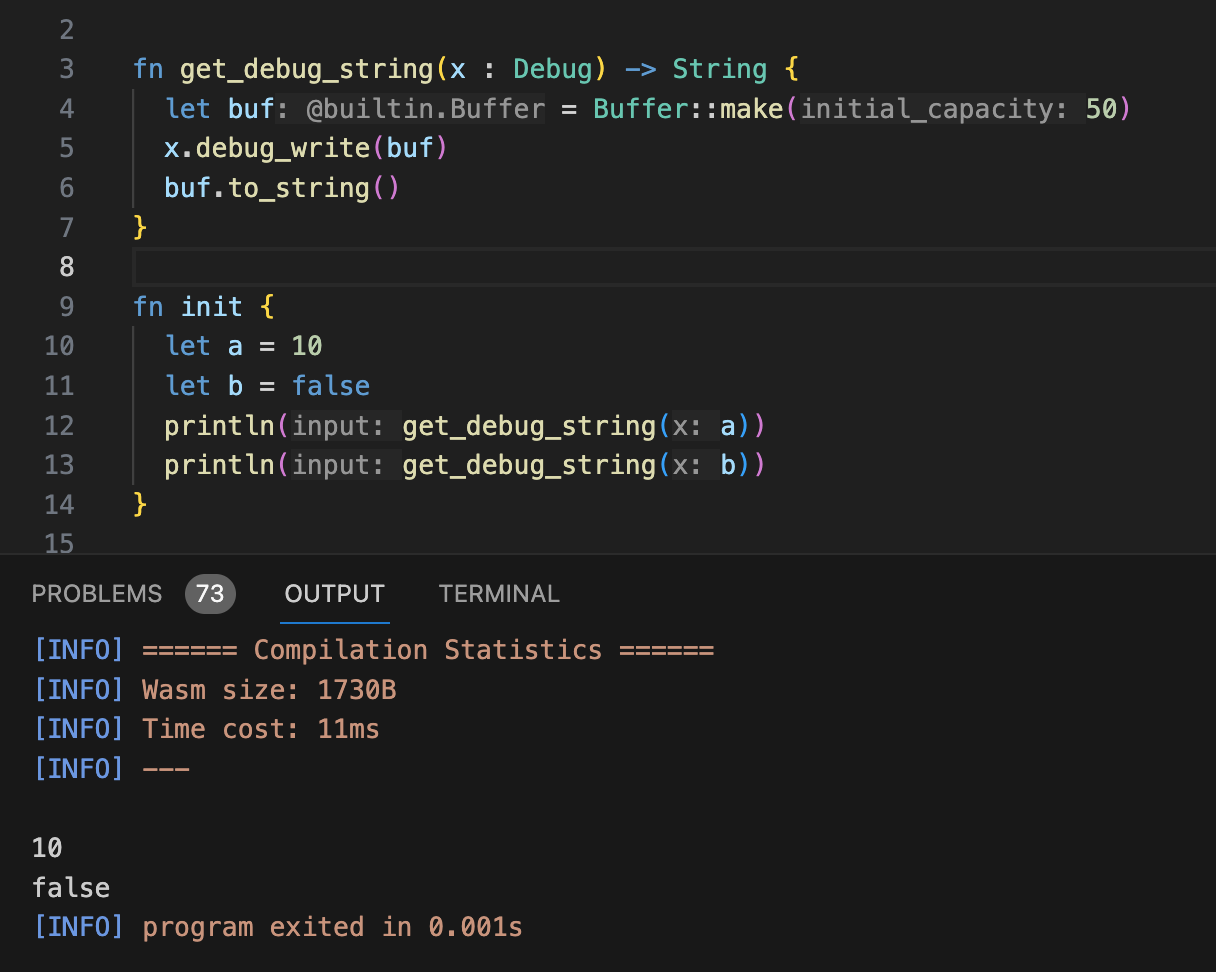 2
3 fn get_debug_string(x : Debug) -> String {
4 let buf: @builtin.Buffer = Buffer::make(initial_capacity: 50)
5 x.debug_write(buf)
6 buf.to_string()
7 }
8
9 fn init {
10 let a = 10
11 let b = false
12 println(input: get_debug_string(x: a))
13 println(input: get_debug_string(x: b))
14 }
15
PROBLEMS 73 OUTPUT TERMINAL
[INFO] ====== Compilation Statistics ======
[INFO] Wasm size: 1730B
[INFO] Time cost: 11ms
[INFO] ---
10
false
[INFO] program exited in 0.001s